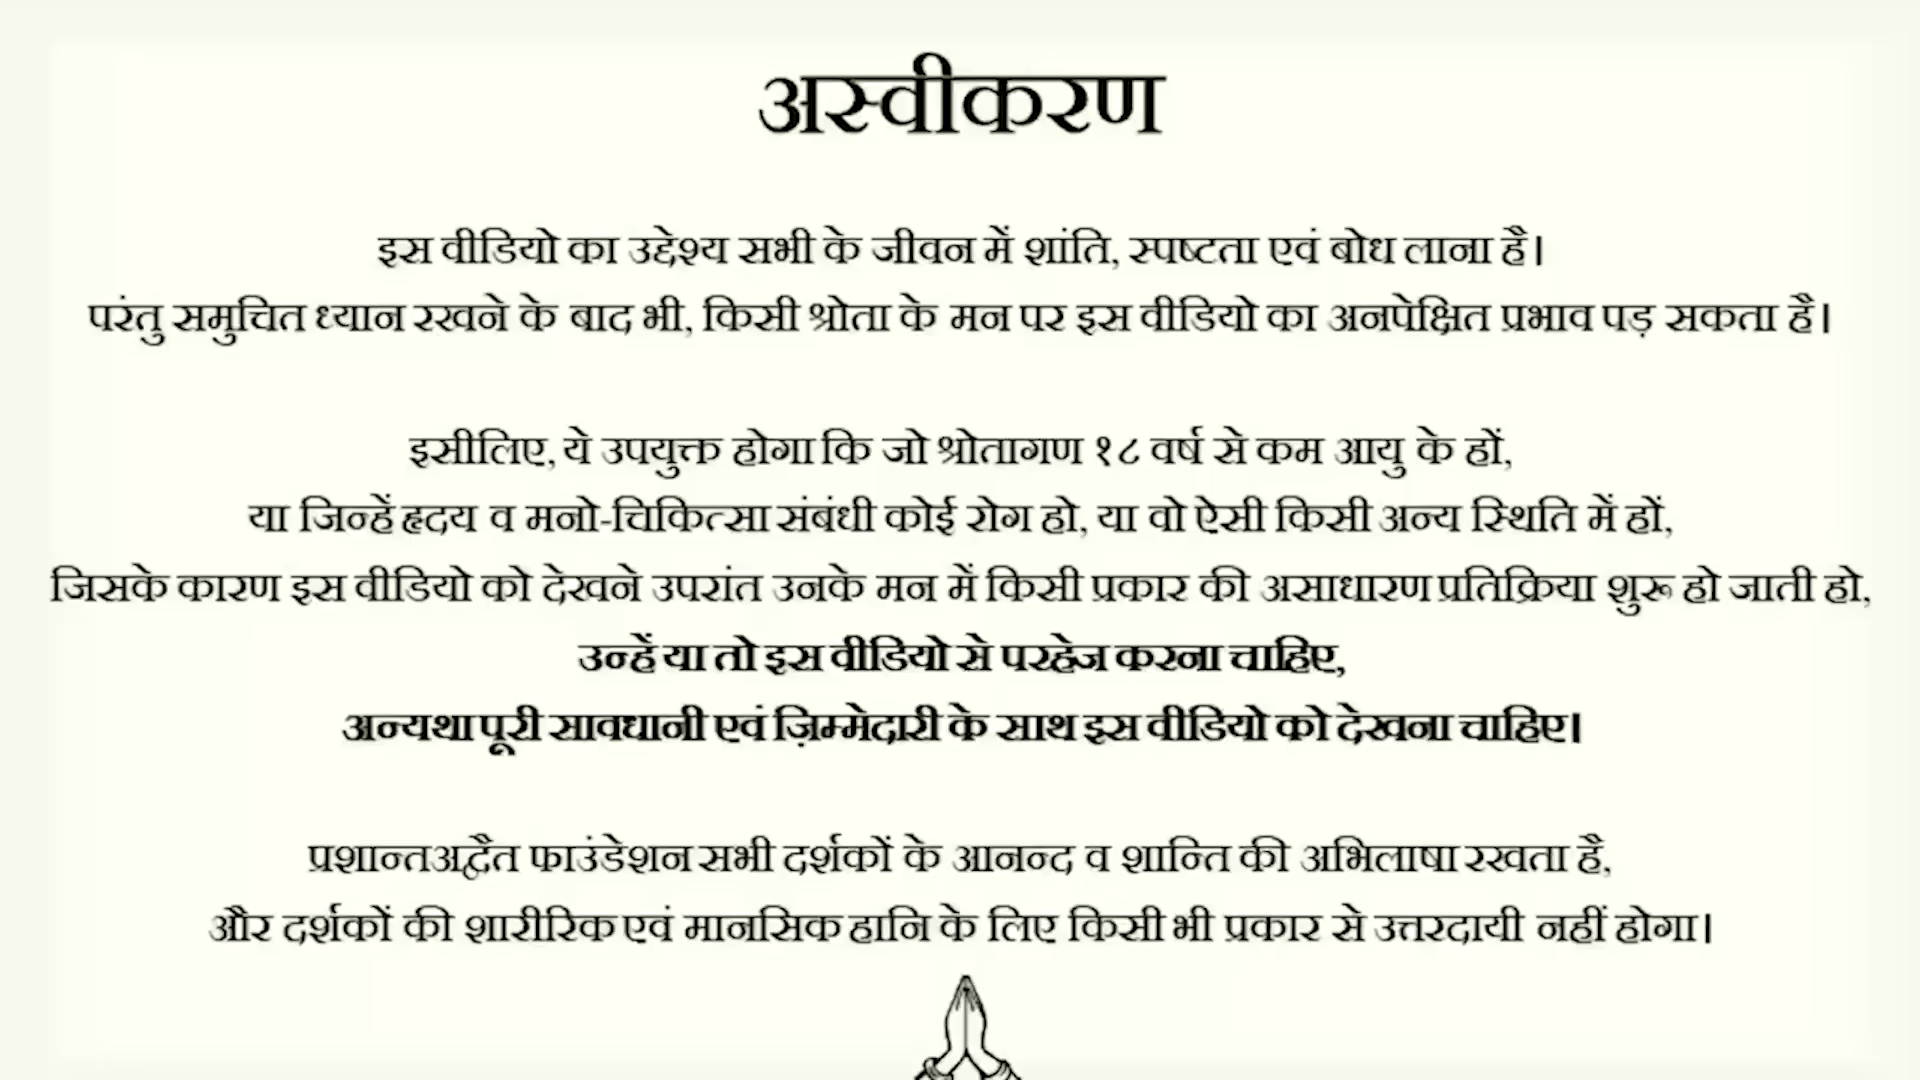 अस्वीकरण
इस वीडियो का उद्देश्य सभी के जीवन में शांति, स्पष्टता एवं बोध लाना है।
परंतु समुचित ध्यान रखने के बाद भी, किसी श्रोता के मन पर इस वीडियो का अनपेक्षित प्रभाव पड़ सकता है।
इसीलिए, ये उपयुक्त होगा कि जो श्रोतागण १८ वर्ष से कम आयु के हों,
या जिन्हें हृदय व मनो-चिकित्सा संबंधी कोई रोग हो, या वो ऐसी किसी अन्य स्थिति में हों,
जिसके कारण इस वीडियो को देखने उपरांत उनके मन में किसी प्रकार की असाधारण प्रतिक्रिया शुरू हो जाती हो,
उन्हें या तो इस वीडियो से परहेज करना चाहिए,
अन्यथा पूरी सावधानी एवं ज़िम्मेदारी के साथ इस वीडियो को देखना चाहिए।
प्रशान्तअद्वैत फाउंडेशन सभी दर्शकों के आनन्द व शान्ति की अभिलाषा रखता है,
और दर्शकों की शारीरिक एवं मानसिक हानि के लिए किसी भी प्रकार से उत्तरदायी नहीं होगा।